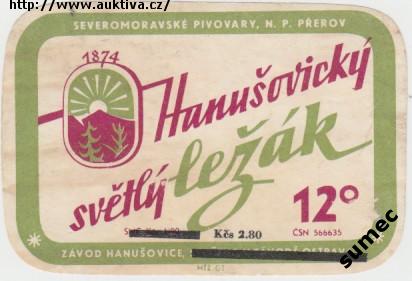 http://www.auktiva.cz/
SEVEROMORAVSKÉ PIVOVARY, N. P. PŘEROV
1874
Hanušovický
světlý ležák
12°
Kčs 2.80
ČSN 566635
ZÁVOD HANUŠOVICE,
sumec